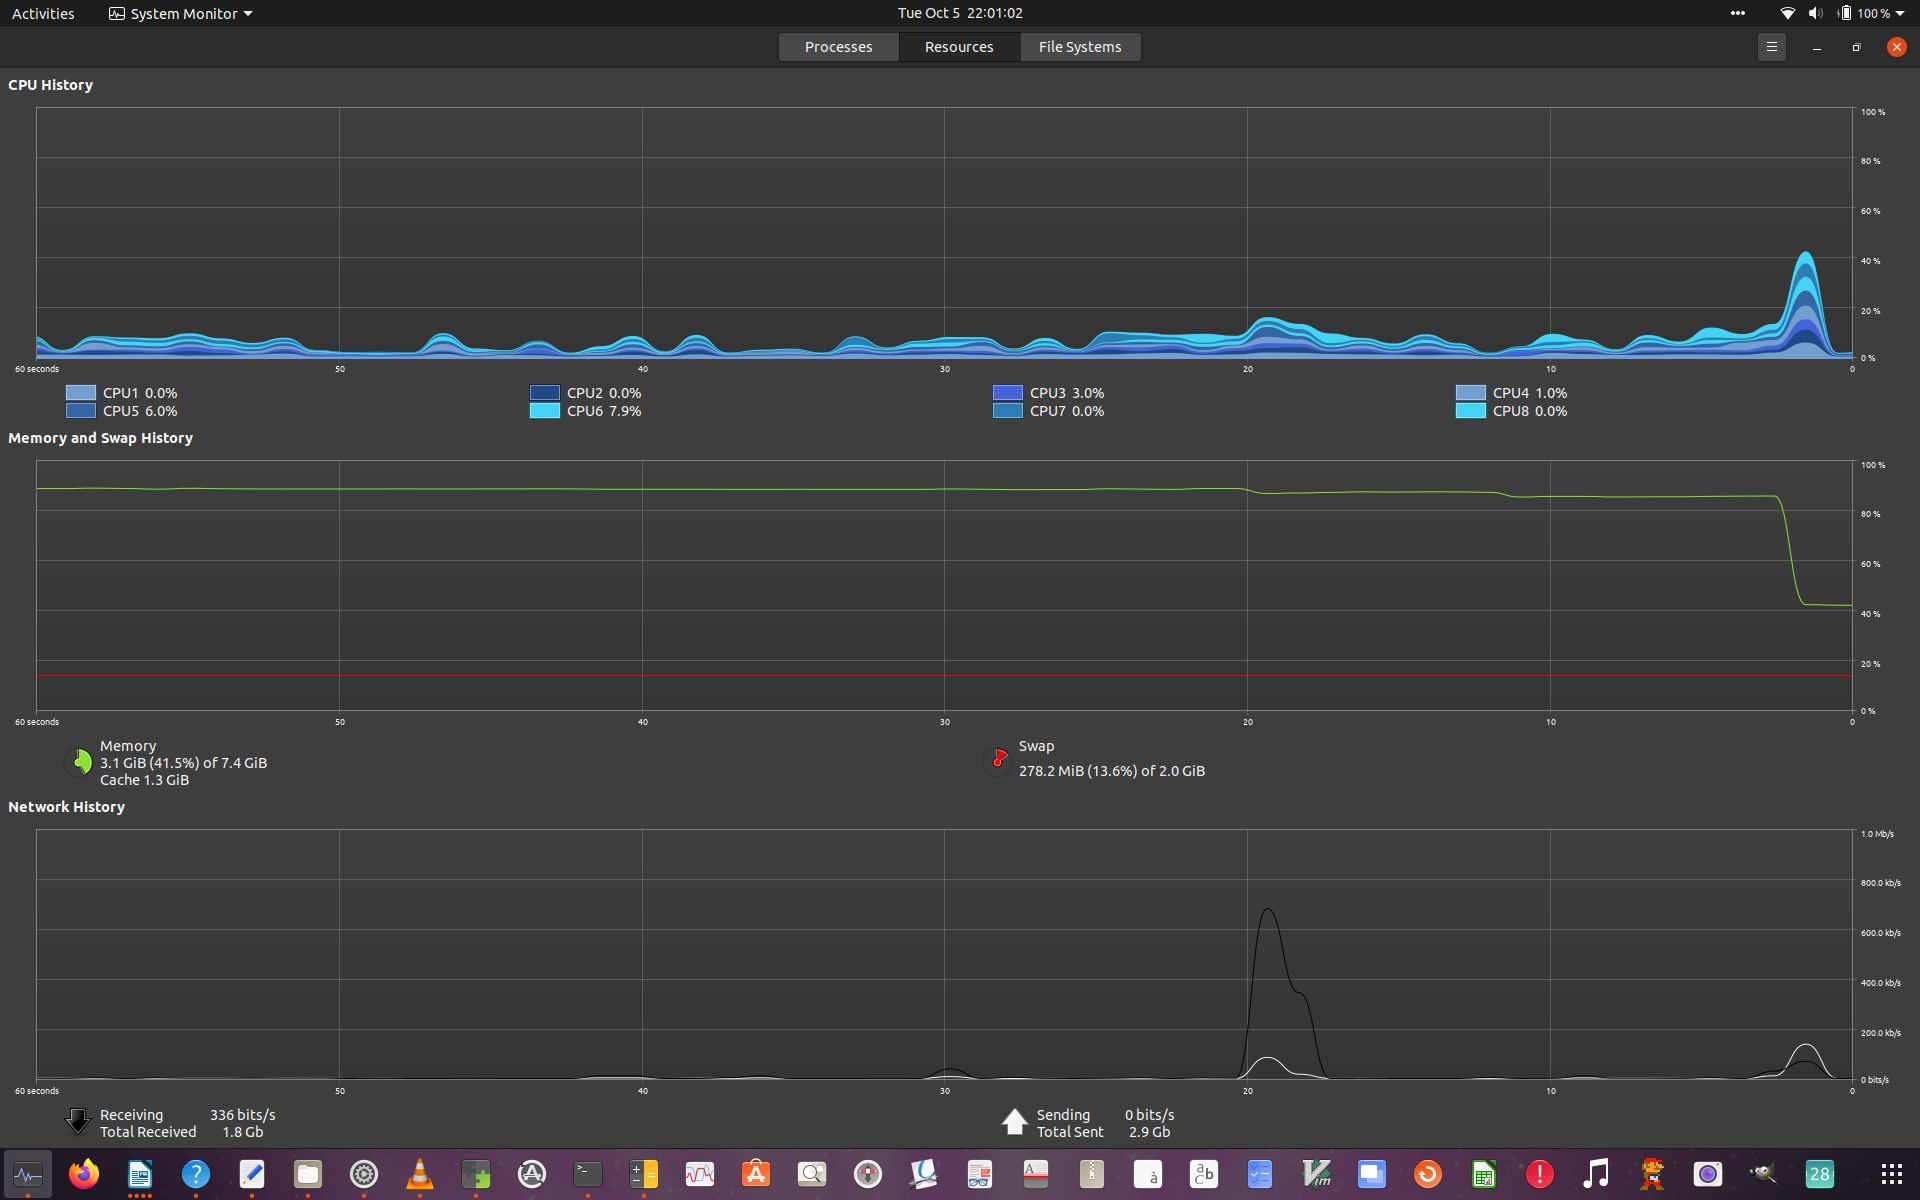 Activities
System Monitor
Tue Oct 5 22:01:02
100 %
Processes
Resources
File Systems
CPU History
100 %
80 %
60 %
40 %
20 %
0 %
60 seconds
50
40
30
20
10
0
CPU1 0.0%
CPU2 0.0%
CPU3 3.0%
CPU4 1.0%
CPU5 6.0%
CPU6 7.9%
CPU7 0.0%
CPU8 0.0%
Memory and Swap History
100 %
80 %
60 %
40 %
20 %
0 %
60 seconds
50
40
30
20
10
0
Memory
3.1 GiB (41.5%) of 7.4 GiB
Cache 1.3 GiB
Swap
278.2 MiB (13.6%) of 2.0 GiB
Network History
1.0 Mb/s
800.0 kb/s
600.0 kb/s
400.0 kb/s
200.0 kb/s
0 bits/s
60 seconds
50
40
30
20
10
0
Receiving 336 bits/s
Total Received 1.8 Gb
Sending 0 bits/s
Total Sent 2.9 Gb
?
>_
A
à
a b c
Vim
!
28